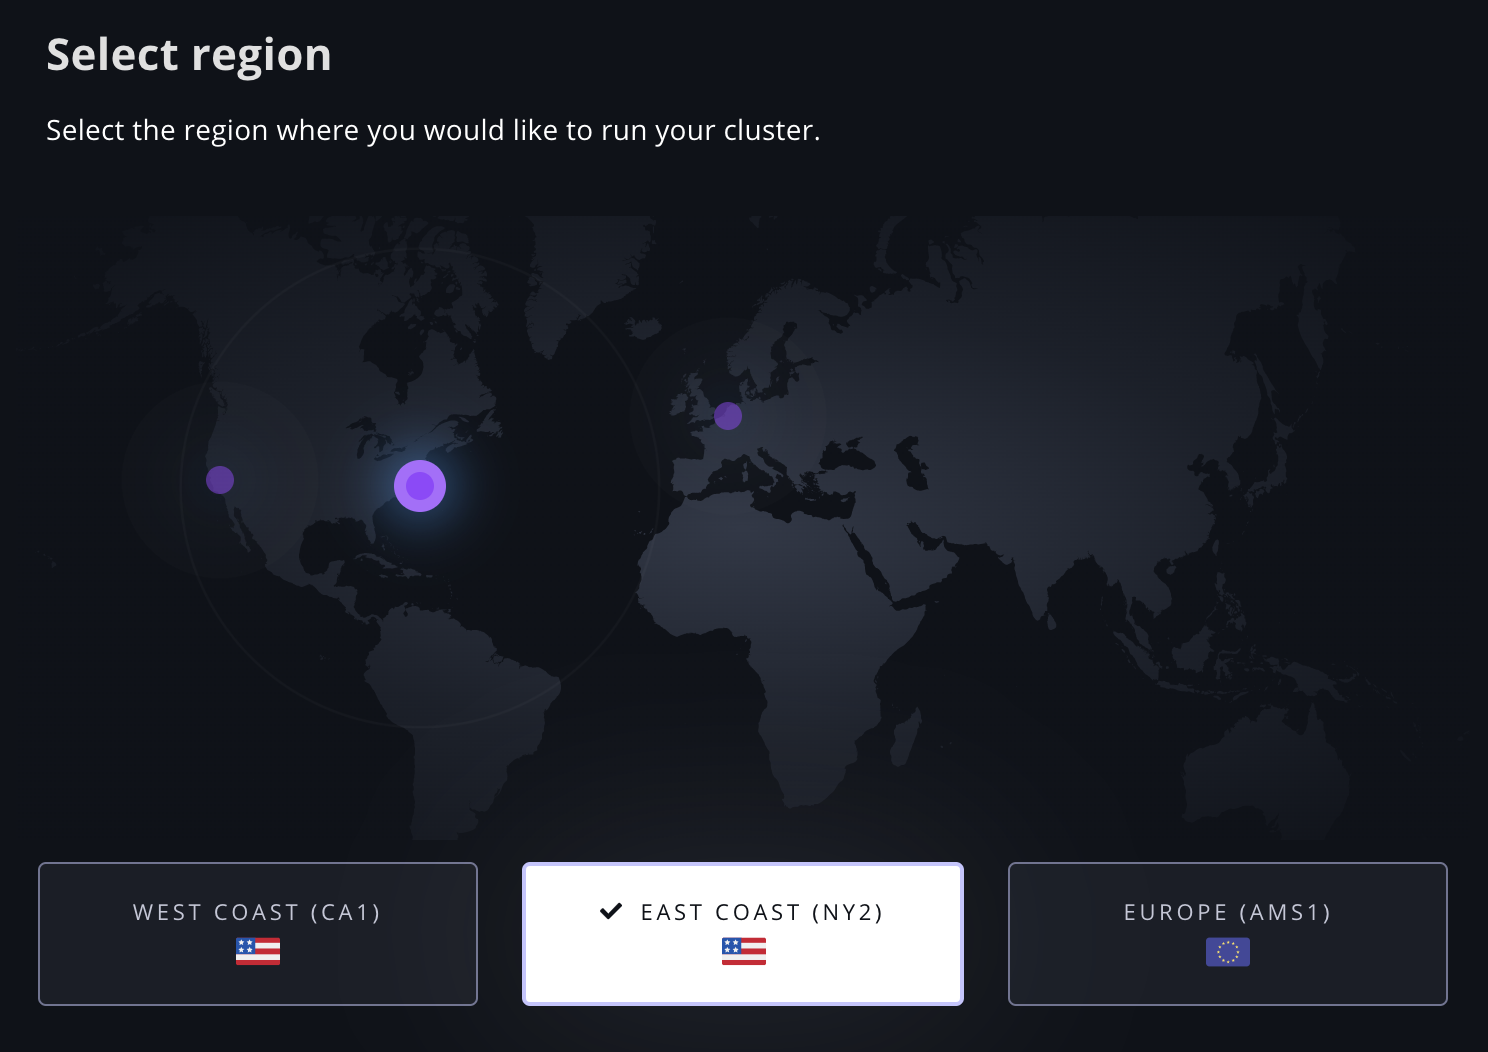 Select region
Select the region where you would like to run your cluster.
WEST COAST (CA1)
EAST COAST (NY2)
EUROPE (AMS1)